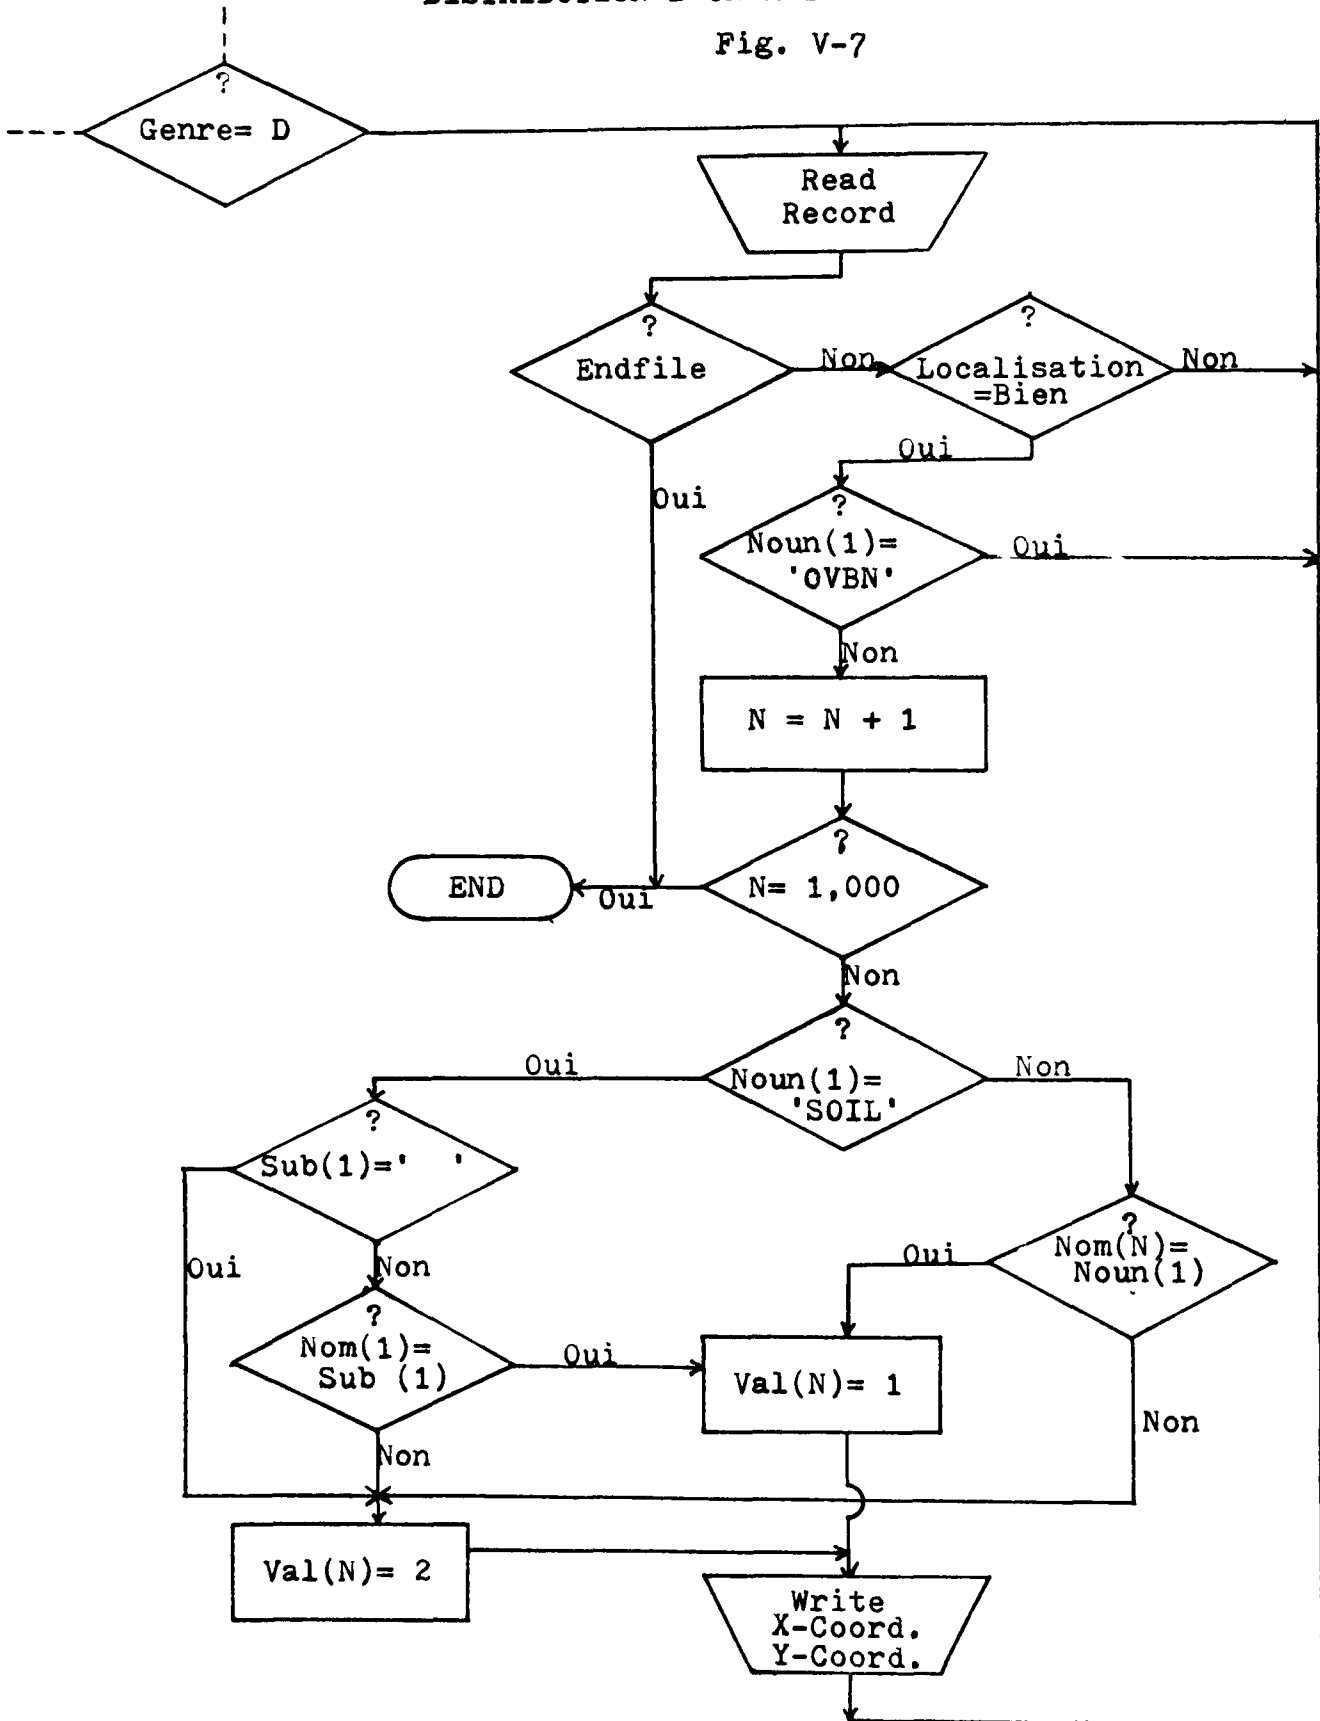 Fig. V-7
?
Genre= D
Read
Record
?
Endfile
Non
?
Localisation
=Bien
Non
Oui
Oui
?
Noun(1)=
'OVBN'
Oui
Non
N = N + 1
?
N= 1,000
Oui
END
Non
?
Noun(1)=
'SOIL'
Oui
Non
?
Sub(1)=' '
Oui
Non
?
Nom(N)=
Noun(1)
Oui
Non
?
Nom(1)=
Sub (1)
Oui
Non
Val(N)= 1
Val(N)= 2
Write
X-Coord.
Y-Coord.